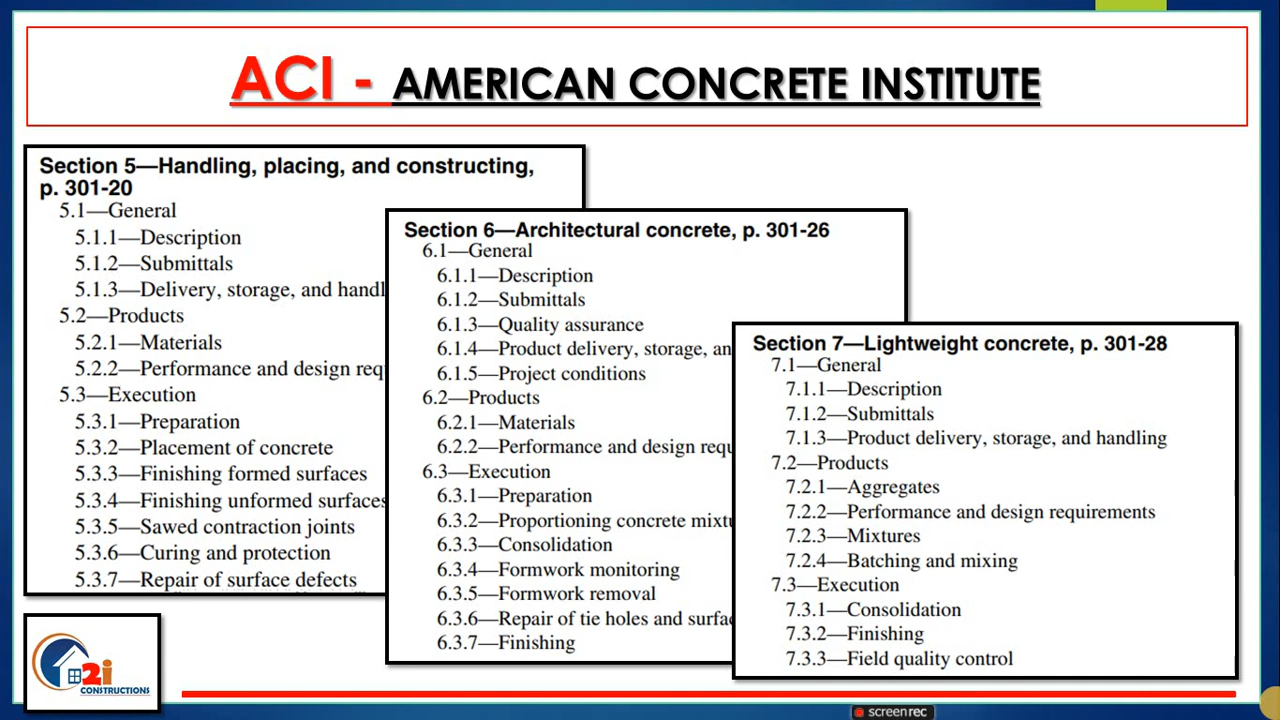 ACI - AMERICAN CONCRETE INSTITUTE
Section 5—Handling, placing, and constructing,
p. 301-20
5.1—General
5.1.1—Description
5.1.2—Submittals
5.1.3—Delivery, storage, and handl
5.2—Products
5.2.1—Materials
5.2.2—Performance and design req
5.3—Execution
5.3.1—Preparation
5.3.2—Placement of concrete
5.3.3—Finishing formed surfaces
5.3.4—Finishing unformed surfaces
5.3.5—Sawed contraction joints
5.3.6—Curing and protection
5.3.7—Repair of surface defects
Section 6—Architectural concrete, p. 301-26
6.1—General
6.1.1—Description
6.1.2—Submittals
6.1.3—Quality assurance
6.1.4—Product delivery, storage, an
6.1.5—Project conditions
6.2—Products
6.2.1—Materials
6.2.2—Performance and design requ
6.3—Execution
6.3.1—Preparation
6.3.2—Proportioning concrete mixtu
6.3.3—Consolidation
6.3.4—Formwork monitoring
6.3.5—Formwork removal
6.3.6—Repair of tie holes and surfac
6.3.7—Finishing
Section 7—Lightweight concrete, p. 301-28
7.1—General
7.1.1—Description
7.1.2—Submittals
7.1.3—Product delivery, storage, and handling
7.2—Products
7.2.1—Aggregates
7.2.2—Performance and design requirements
7.2.3—Mixtures
7.2.4—Batching and mixing
7.3—Execution
7.3.1—Consolidation
7.3.2—Finishing
7.3.3—Field quality control
2i
CONSTRUCTIONS
screenrec